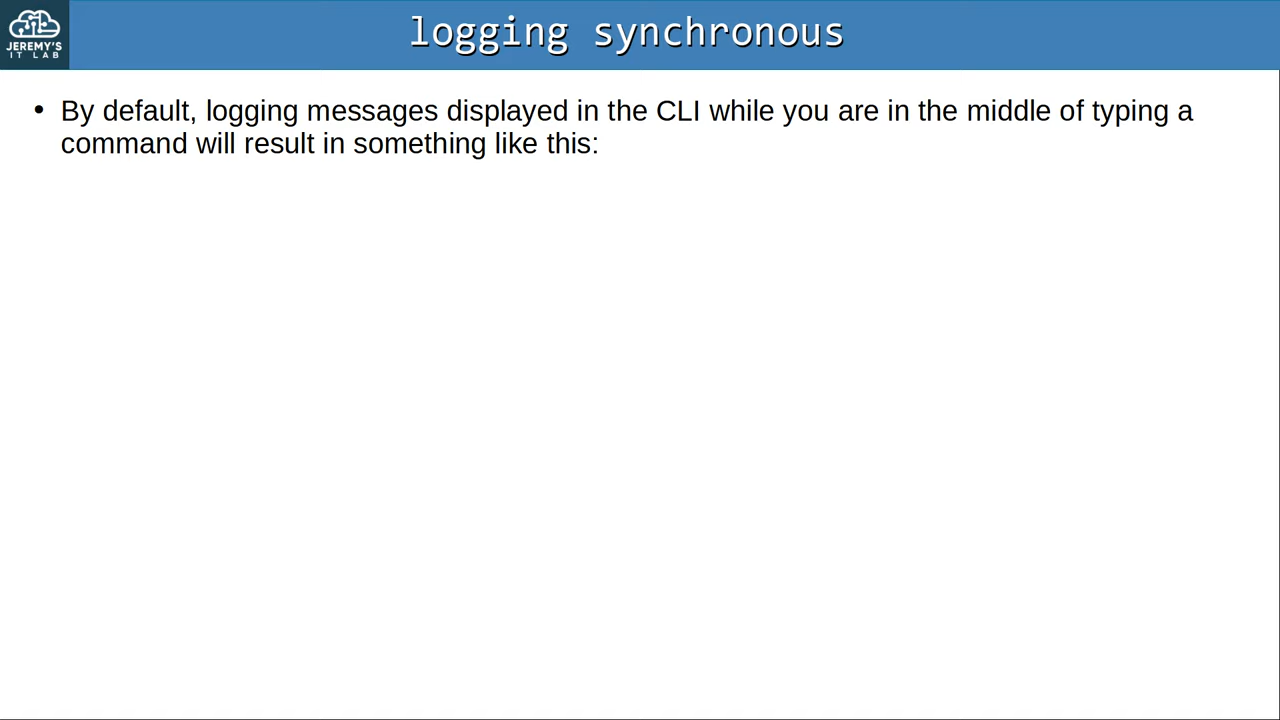 JEREMY'S
IT LAB
logging synchronous
• By default, logging messages displayed in the CLI while you are in the middle of typing a
command will result in something like this: